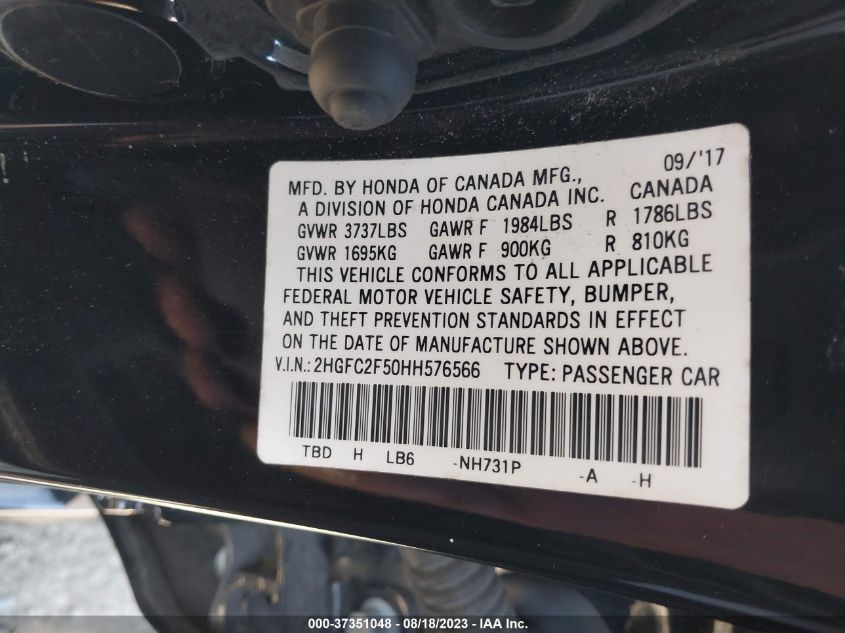 09/'17
MFD. BY HONDA OF CANADA MFG.,
A DIVISION OF HONDA CANADA INC. CANADA
GVWR 3737LBS GAWR F 1984LBS R 1786LBS
GVWR 1695KG GAWR F 900KG R 810KG
THIS VEHICLE CONFORMS TO ALL APPLICABLE
FEDERAL MOTOR VEHICLE SAFETY, BUMPER,
AND THEFT PREVENTION STANDARDS IN EFFECT
ON THE DATE OF MANUFACTURE SHOWN ABOVE.
V.I.N.: 2HGFC2F50HH576566 TYPE: PASSENGER CAR
TBD H LB6 -NH731P -A -H
000-37351048 - 08/18/2023 - IAA Inc.